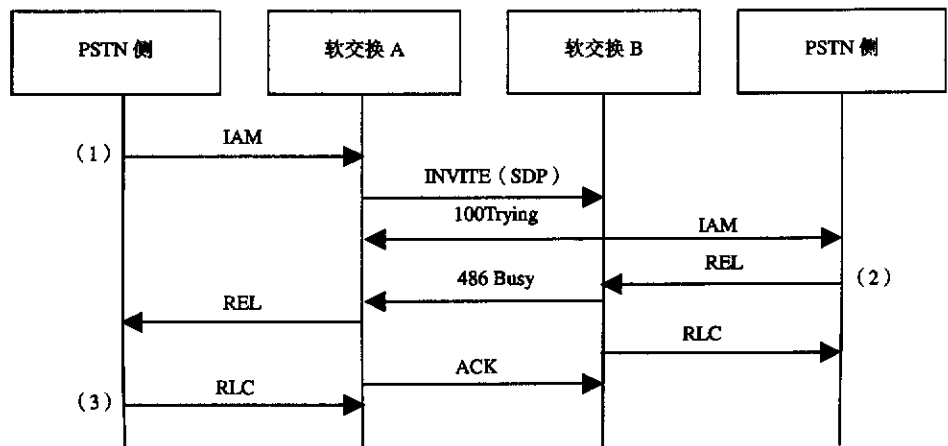 PSTN 侧
软交换 A
软交换 B
PSTN 侧
IAM
（1）
INVITE（SDP）
100Trying
IAM
REL
486 Busy
（2）
REL
RLC
ACK
RLC
（3）